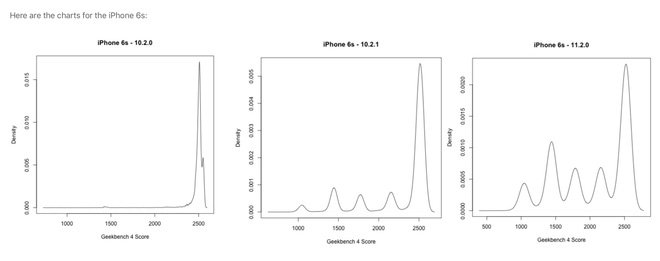 Here are the charts for the iPhone 6s:
iPhone 6s - 10.2.0
Density
0.000
0.005
0.010
0.015
1000 1500 2000 2500
Geekbench 4 Score
iPhone 6s - 10.2.1
Density
0.000
0.001
0.002
0.003
0.004
0.005
1000 1500 2000 2500
Geekbench 4 Score
iPhone 6s - 11.2.0
Density
0.0000
0.0005
0.0010
0.0015
0.0020
500 1000 1500 2000 2500
Geekbench 4 Score